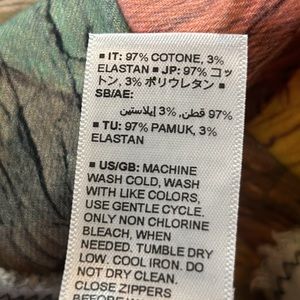 ▪ IT: 97% COTONE, 3%
ELASTAN ▪ JP: 97% コッ
トン, 3% ポリウレタン ▪
SB/AE:
97% قطن, 3% إيلاستين
▪ TU: 97% PAMUK, 3%
ELASTAN
▪ US/GB: MACHINE
WASH COLD, WASH
WITH LIKE COLORS,
USE GENTLE CYCLE.
ONLY NON CHLORINE
BLEACH, WHEN
NEEDED. TUMBLE DRY
LOW. COOL IRON. DO
NOT DRY CLEAN.
CLOSE ZIPPERS